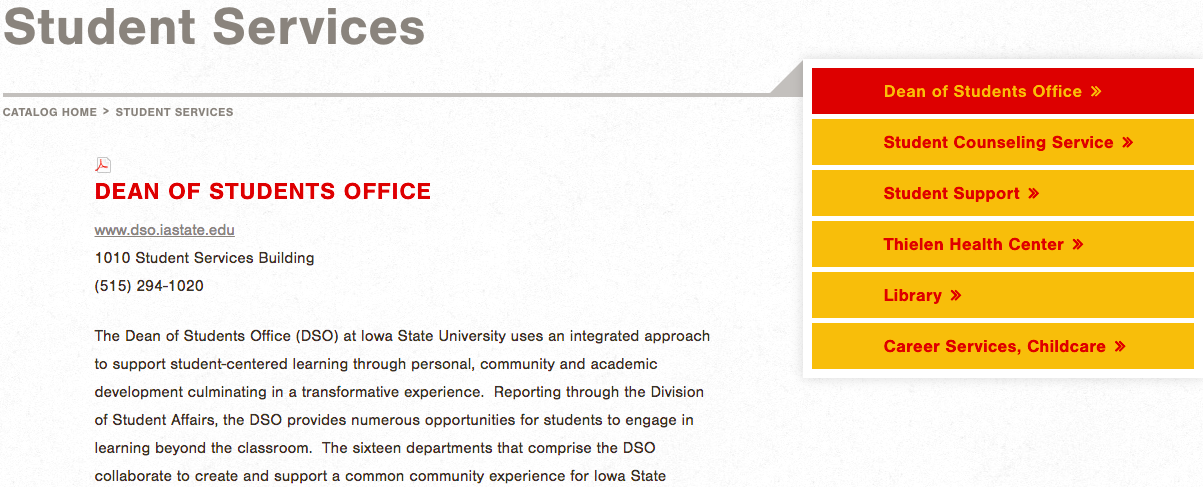 Student Services
CATALOG HOME > STUDENT SERVICES
DEAN OF STUDENTS OFFICE
www.dso.iastate.edu
1010 Student Services Building
(515) 294-1020
The Dean of Students Office (DSO) at Iowa State University uses an integrated approach
to support student-centered learning through personal, community and academic
development culminating in a transformative experience.  Reporting through the Division
of Student Affairs, the DSO provides numerous opportunities for students to engage in
learning beyond the classroom.  The sixteen departments that comprise the DSO
collaborate to create and support a common community experience for Iowa State
Dean of Students Office »
Student Counseling Service »
Student Support »
Thielen Health Center »
Library »
Career Services, Childcare »